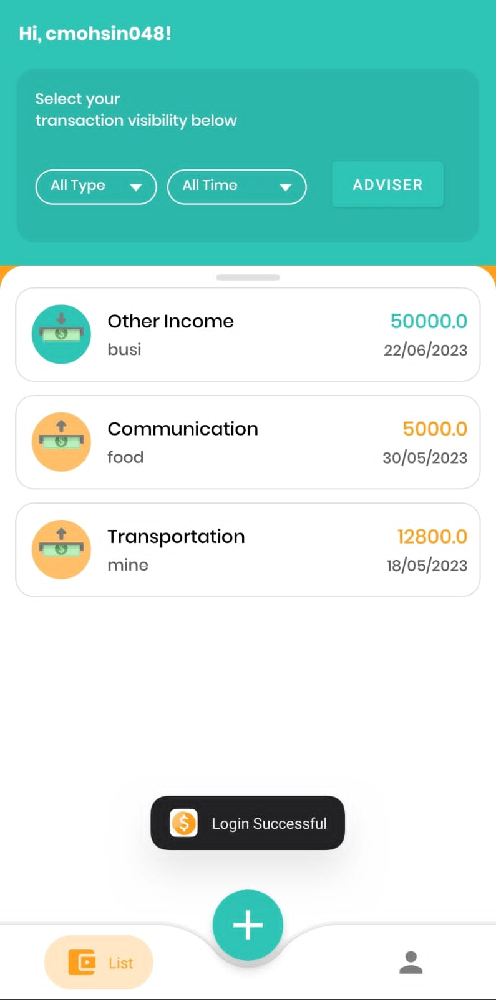 Hi, cmohsin048!
Select your
transaction visibility below
All Type
All Time
ADVISER
Other Income
50000.0
busi
22/06/2023
Communication
5000.0
food
30/05/2023
Transportation
12800.0
mine
18/05/2023
Login Successful
List